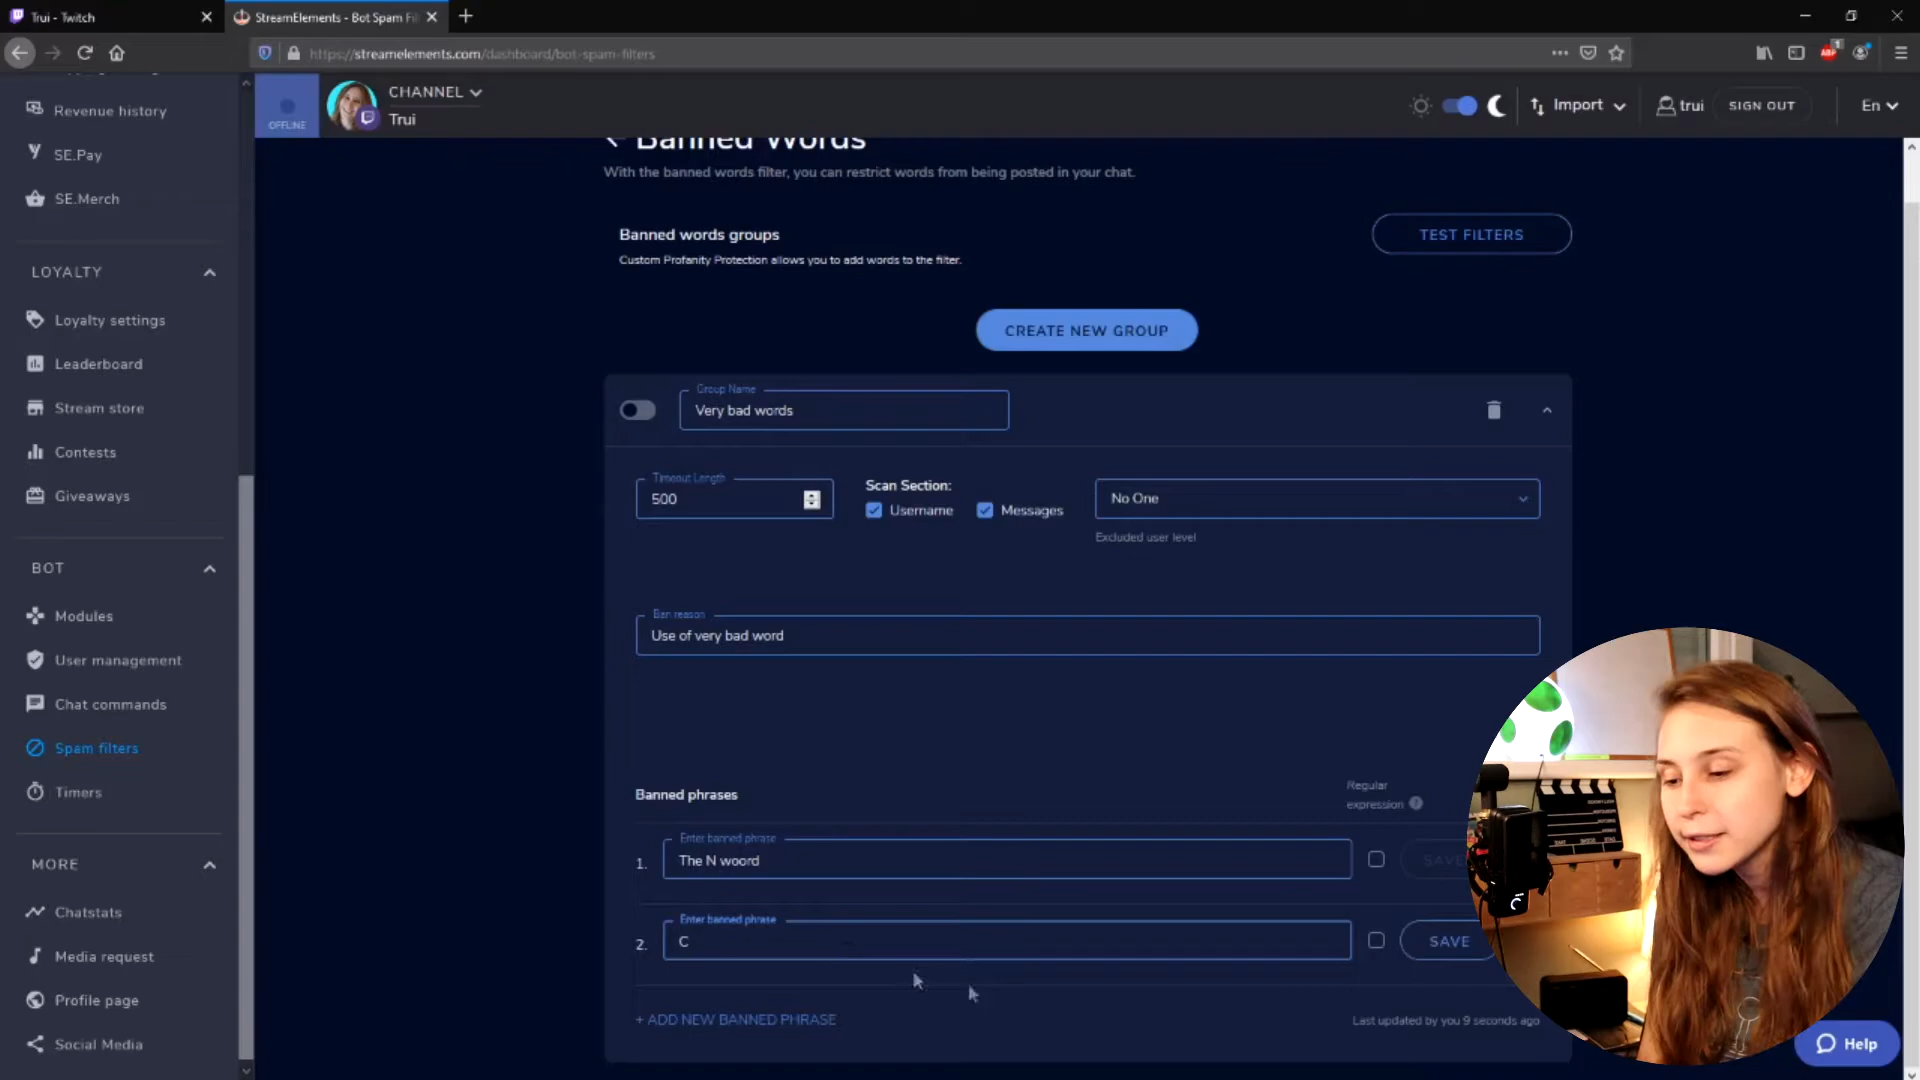 Trui - Twitch
StreamElements - Bot Spam Fi
https://streamelements.com/dashboard/bot-spam-filters
ABP
1
Revenue history
SE.Pay
SE.Merch
LOYALTY
Loyalty settings
Leaderboard
Stream store
Contests
Giveaways
BOT
Modules
User management
Chat commands
Spam filters
Timers
MORE
Chatstats
Media request
Profile page
Social Media
OFFLINE
CHANNEL
Trui
Import
trui
SIGN OUT
En
Banned Words
With the banned words filter, you can restrict words from being posted in your chat.
Banned words groups
Custom Profanity Protection allows you to add words to the filter.
TEST FILTERS
CREATE NEW GROUP
Group Name
Very bad words
Timeout Length
500
Scan Section:
Username
Messages
No One
Excluded user level
Ban reason
Use of very bad word
Banned phrases
Regular
expression
Enter banned phrase
1.
The N woord
SAVE
Enter banned phrase
2.
C
SAVE
+ ADD NEW BANNED PHRASE
Last updated by you 9 seconds ago
Help